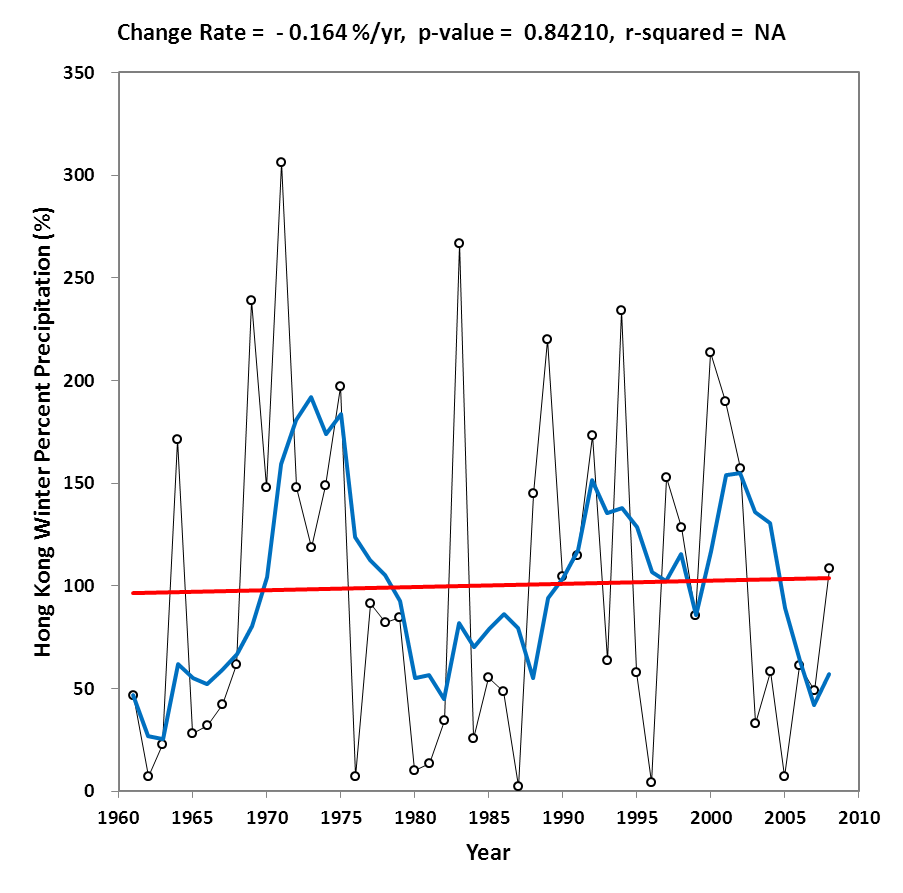 Change Rate = - 0.164 %/yr, p-value = 0.84210, r-squared = NA
350
300
250
200
150
100
50
0
Hong Kong Winter Percent Precipitation (%)
1960 1965 1970 1975 1980 1985 1990 1995 2000 2005 2010
Year